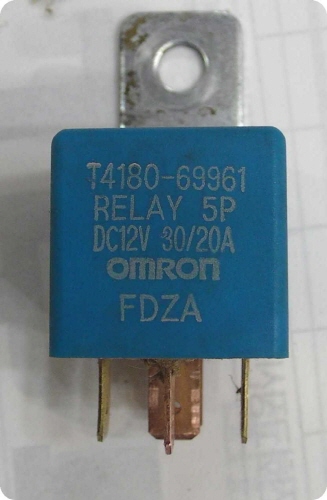 T4180-69961
RELAY 5P
DC12V 30/20A
omron
FDZA